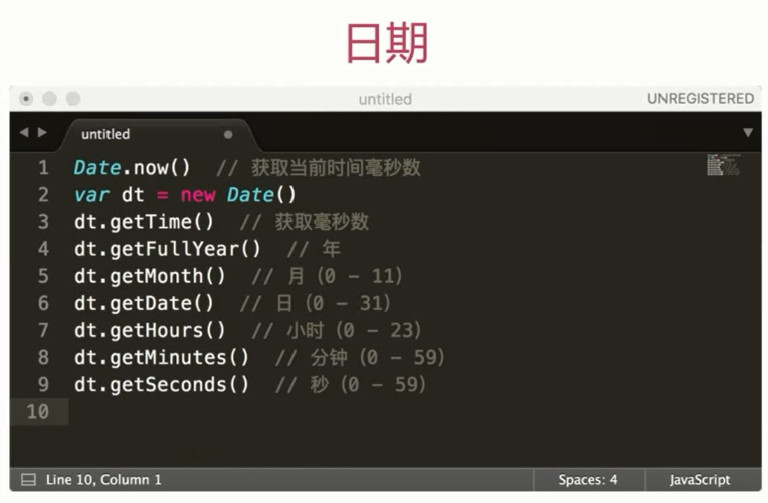 日期
untitled
UNREGISTERED
untitled
1 Date.now()  // 获取当前时间毫秒数
2 var dt = new Date()
3 dt.getTime()  // 获取毫秒数
4 dt.getFullYear()  // 年
5 dt.getMonth()  // 月（0 - 11）
6 dt.getDate()  // 日（0 - 31）
7 dt.getHours()  // 小时（0 - 23）
8 dt.getMinutes()  // 分钟（0 - 59）
9 dt.getSeconds()  // 秒（0 - 59）
10
Line 10, Column 1
Spaces: 4
JavaScript